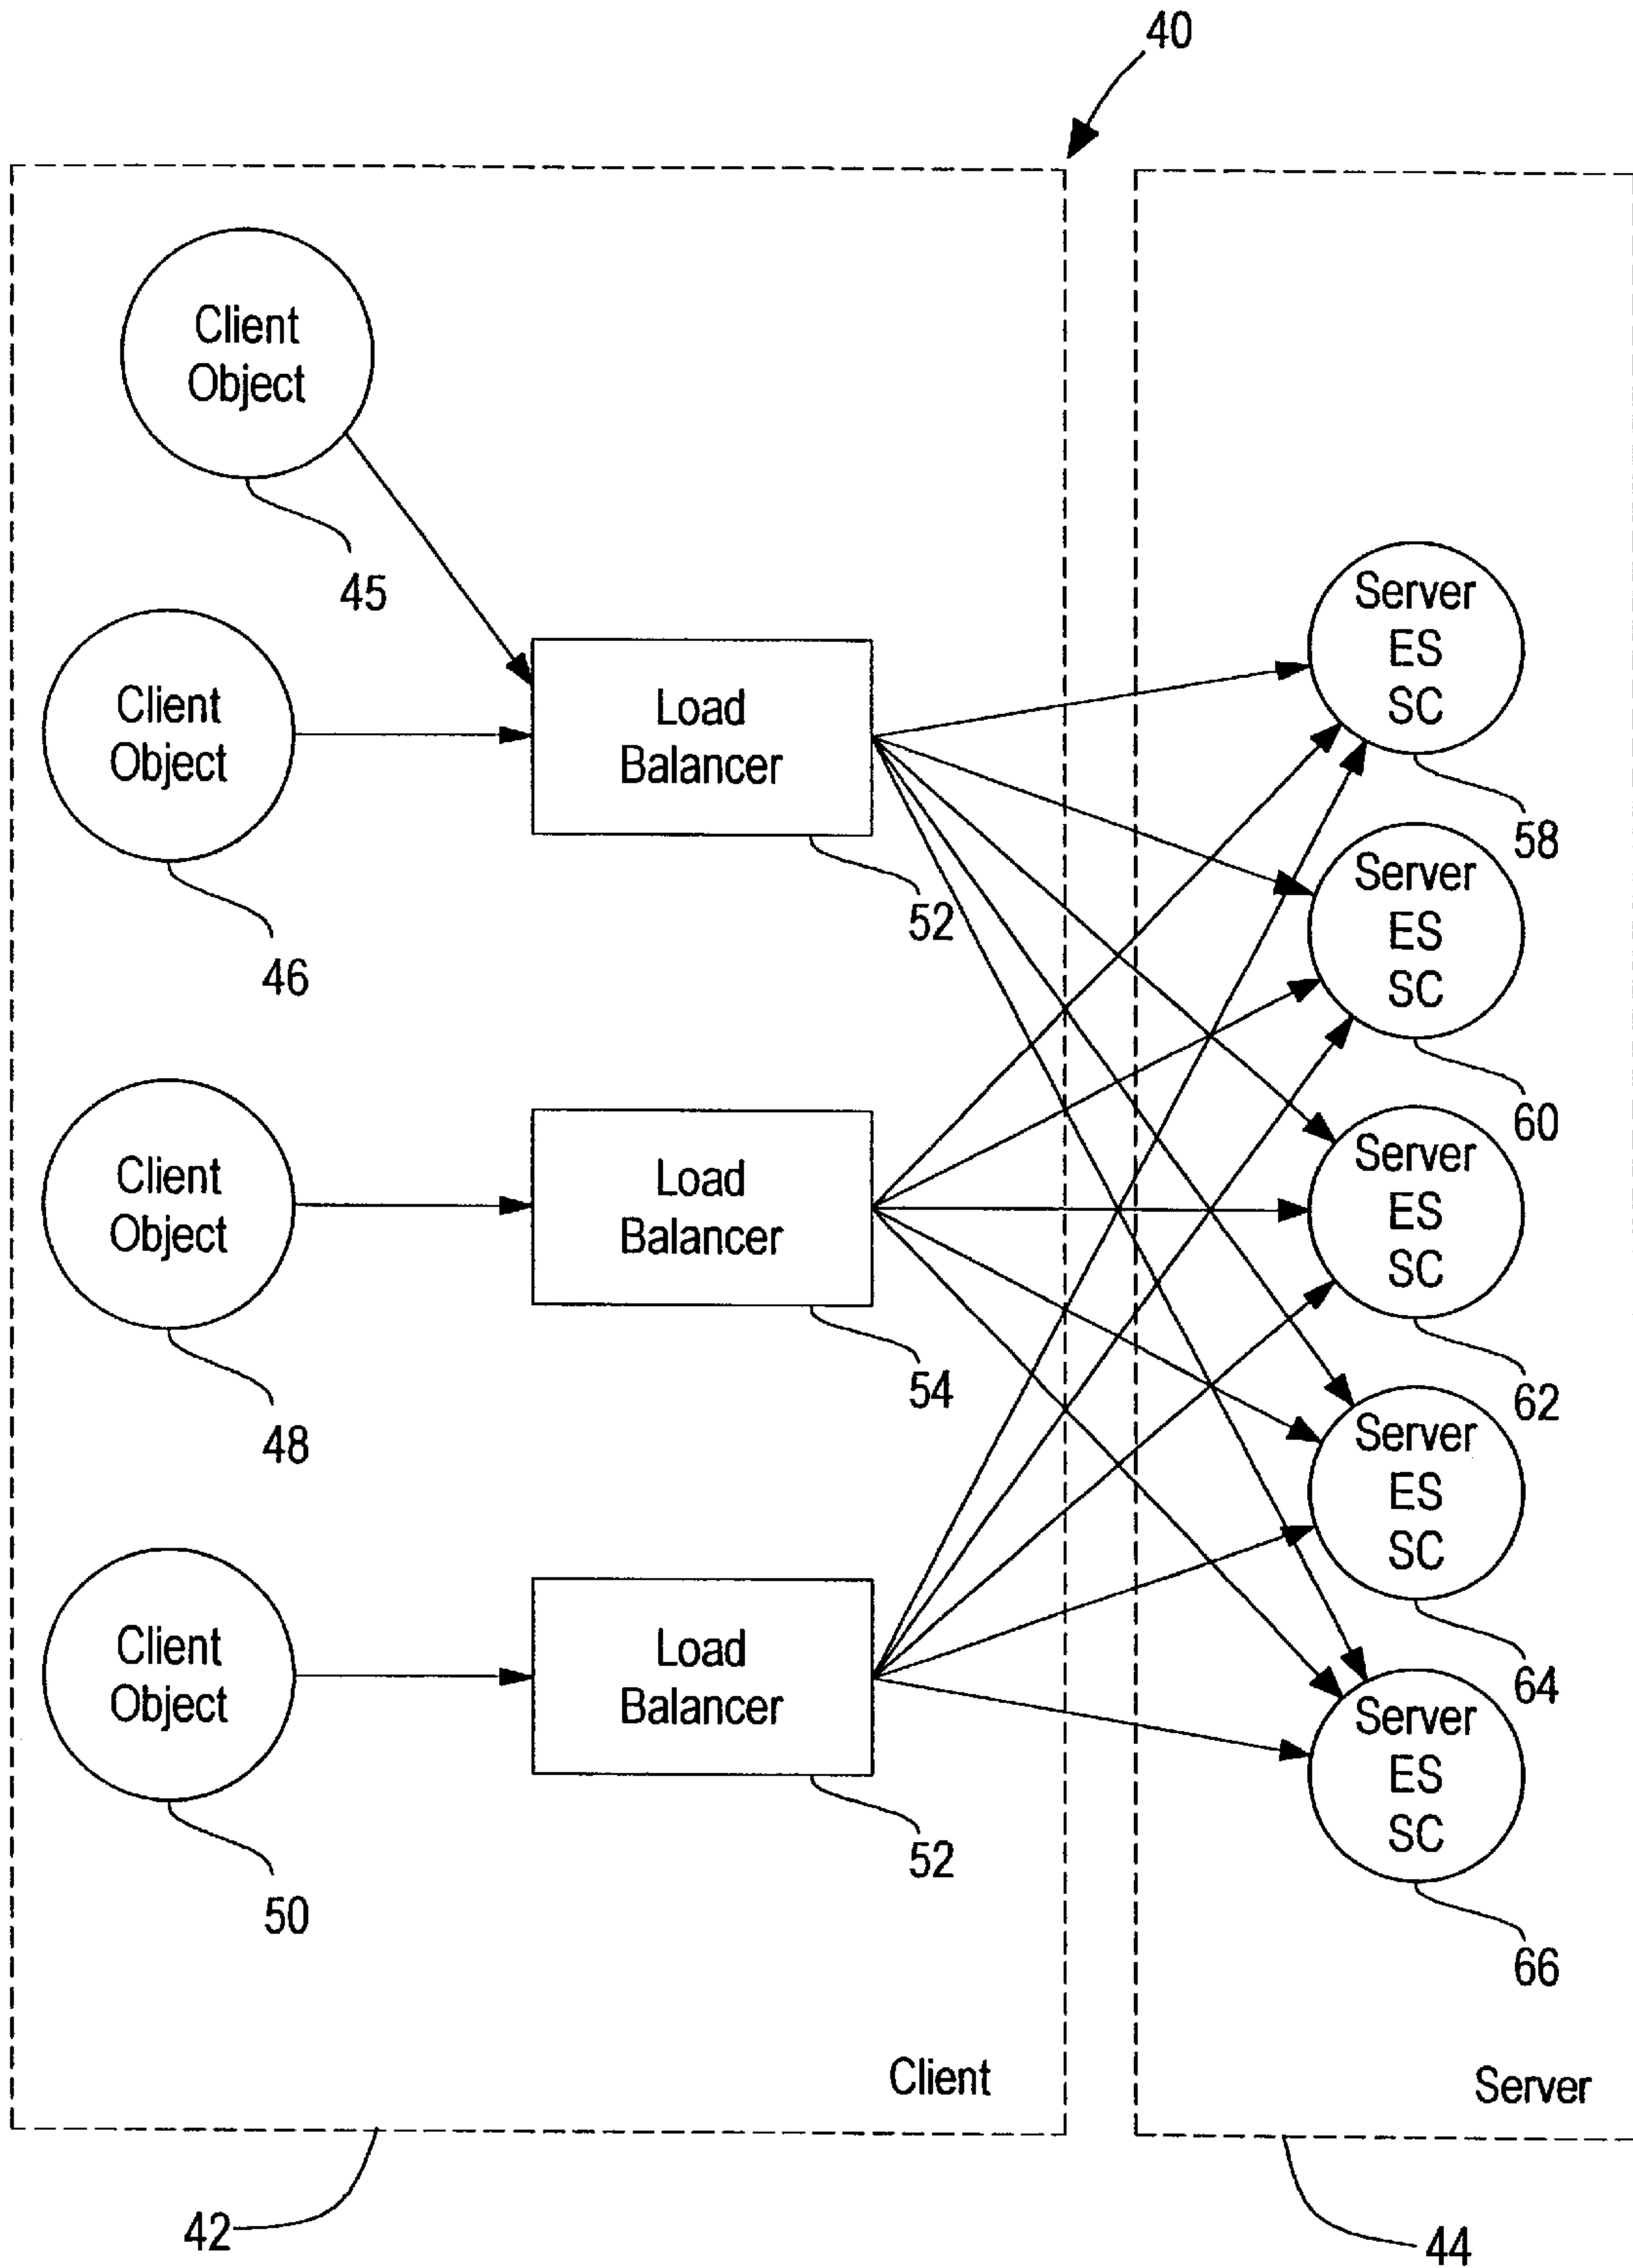 40
Client
Object
45
Client
Object
46
Load
Balancer
52
Server
ES
SC
58
Server
ES
SC
60
Client
Object
48
Load
Balancer
54
Server
ES
SC
62
Server
ES
SC
64
Client
Object
50
Load
Balancer
52
Server
ES
SC
66
Client
Server
42
44